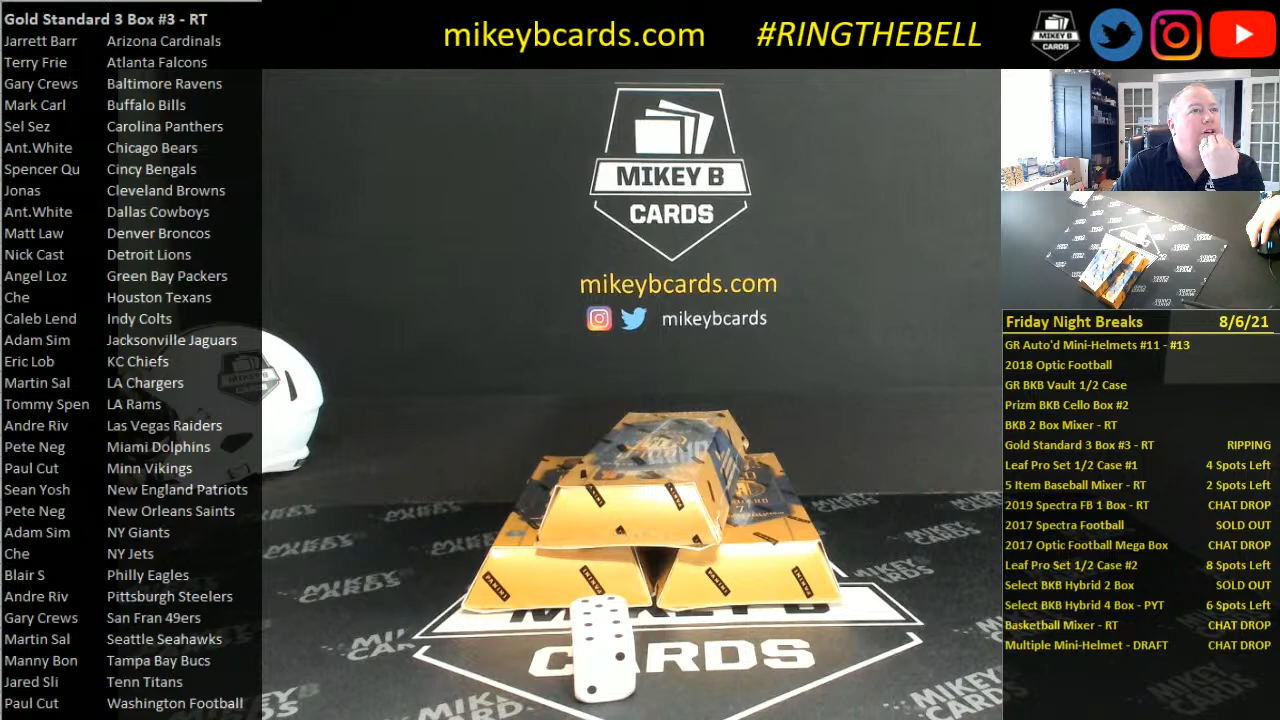 Gold Standard 3 Box #3 - RT
Jarrett Barr Arizona Cardinals
Terry Frie Atlanta Falcons
Gary Crews Baltimore Ravens
Mark Carl Buffalo Bills
Sel Sez Carolina Panthers
Ant.White Chicago Bears
Spencer Qu Cincy Bengals
Jonas Cleveland Browns
Ant.White Dallas Cowboys
Matt Law Denver Broncos
Nick Cast Detroit Lions
Angel Loz Green Bay Packers
Che Houston Texans
Caleb Lend Indy Colts
Adam Sim Jacksonville Jaguars
Eric Lob KC Chiefs
Martin Sal LA Chargers
Tommy Spen LA Rams
Andre Riv Las Vegas Raiders
Pete Neg Miami Dolphins
Paul Cut Minn Vikings
Sean Yosh New England Patriots
Pete Neg New Orleans Saints
Adam Sim NY Giants
Che NY Jets
Blair S Philly Eagles
Andre Riv Pittsburgh Steelers
Gary Crews San Fran 49ers
Martin Sal Seattle Seahawks
Manny Bon Tampa Bay Bucs
Jared Sli Tenn Titans
Paul Cut Washington Football
mikeybcards.com #RINGTHEBELL
MIKEY B
CARDS
MIKEY B
CARDS
mikeybcards.com
mikeybcards
PANINI PANINI
PANINI PANINI PANINI PANINI
MIKEY B
CARDS
Friday Night Breaks 8/6/21
GR Auto'd Mini-Helmets #11 - #13
2018 Optic Football
GR BKB Vault 1/2 Case
Prizm BKB Cello Box #2
BKB 2 Box Mixer - RT
Gold Standard 3 Box #3 - RT RIPPING
Leaf Pro Set 1/2 Case #1 4 Spots Left
5 Item Baseball Mixer - RT 2 Spots Left
2019 Spectra FB 1 Box - RT CHAT DROP
2017 Spectra Football SOLD OUT
2017 Optic Football Mega Box CHAT DROP
Leaf Pro Set 1/2 Case #2 8 Spots Left
Select BKB Hybrid 2 Box SOLD OUT
Select BKB Hybrid 4 Box - PYT 6 Spots Left
Basketball Mixer - RT CHAT DROP
Multiple Mini-Helmet - DRAFT CHAT DROP